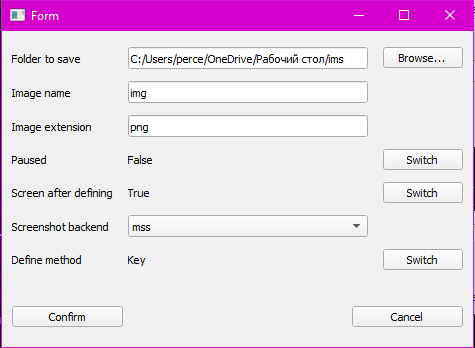 Form
Folder to save C:/Users/perce/OneDrive/Рабочий стол/ims Browse...
Image name img
Image extension png
Paused False Switch
Screen after defining True Switch
Screenshot backend mss
Define method Key Switch
Confirm Cancel